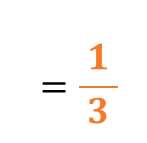 = 1/3